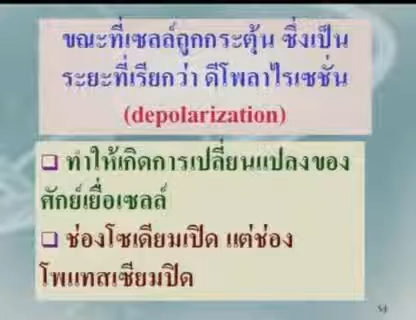 ขณะที่เซลล์ถูกกระตุ้น ซึ่งเป็น
ระยะที่เรียกว่า ดีโพลาไรเซชั่น
(depolarization)
❑ ทำให้เกิดการเปลี่ยนแปลงของ
ศักย์เยื่อเซลล์
❑ ช่องโซเดียมเปิด แต่ช่อง
โพแทสเซียมปิด